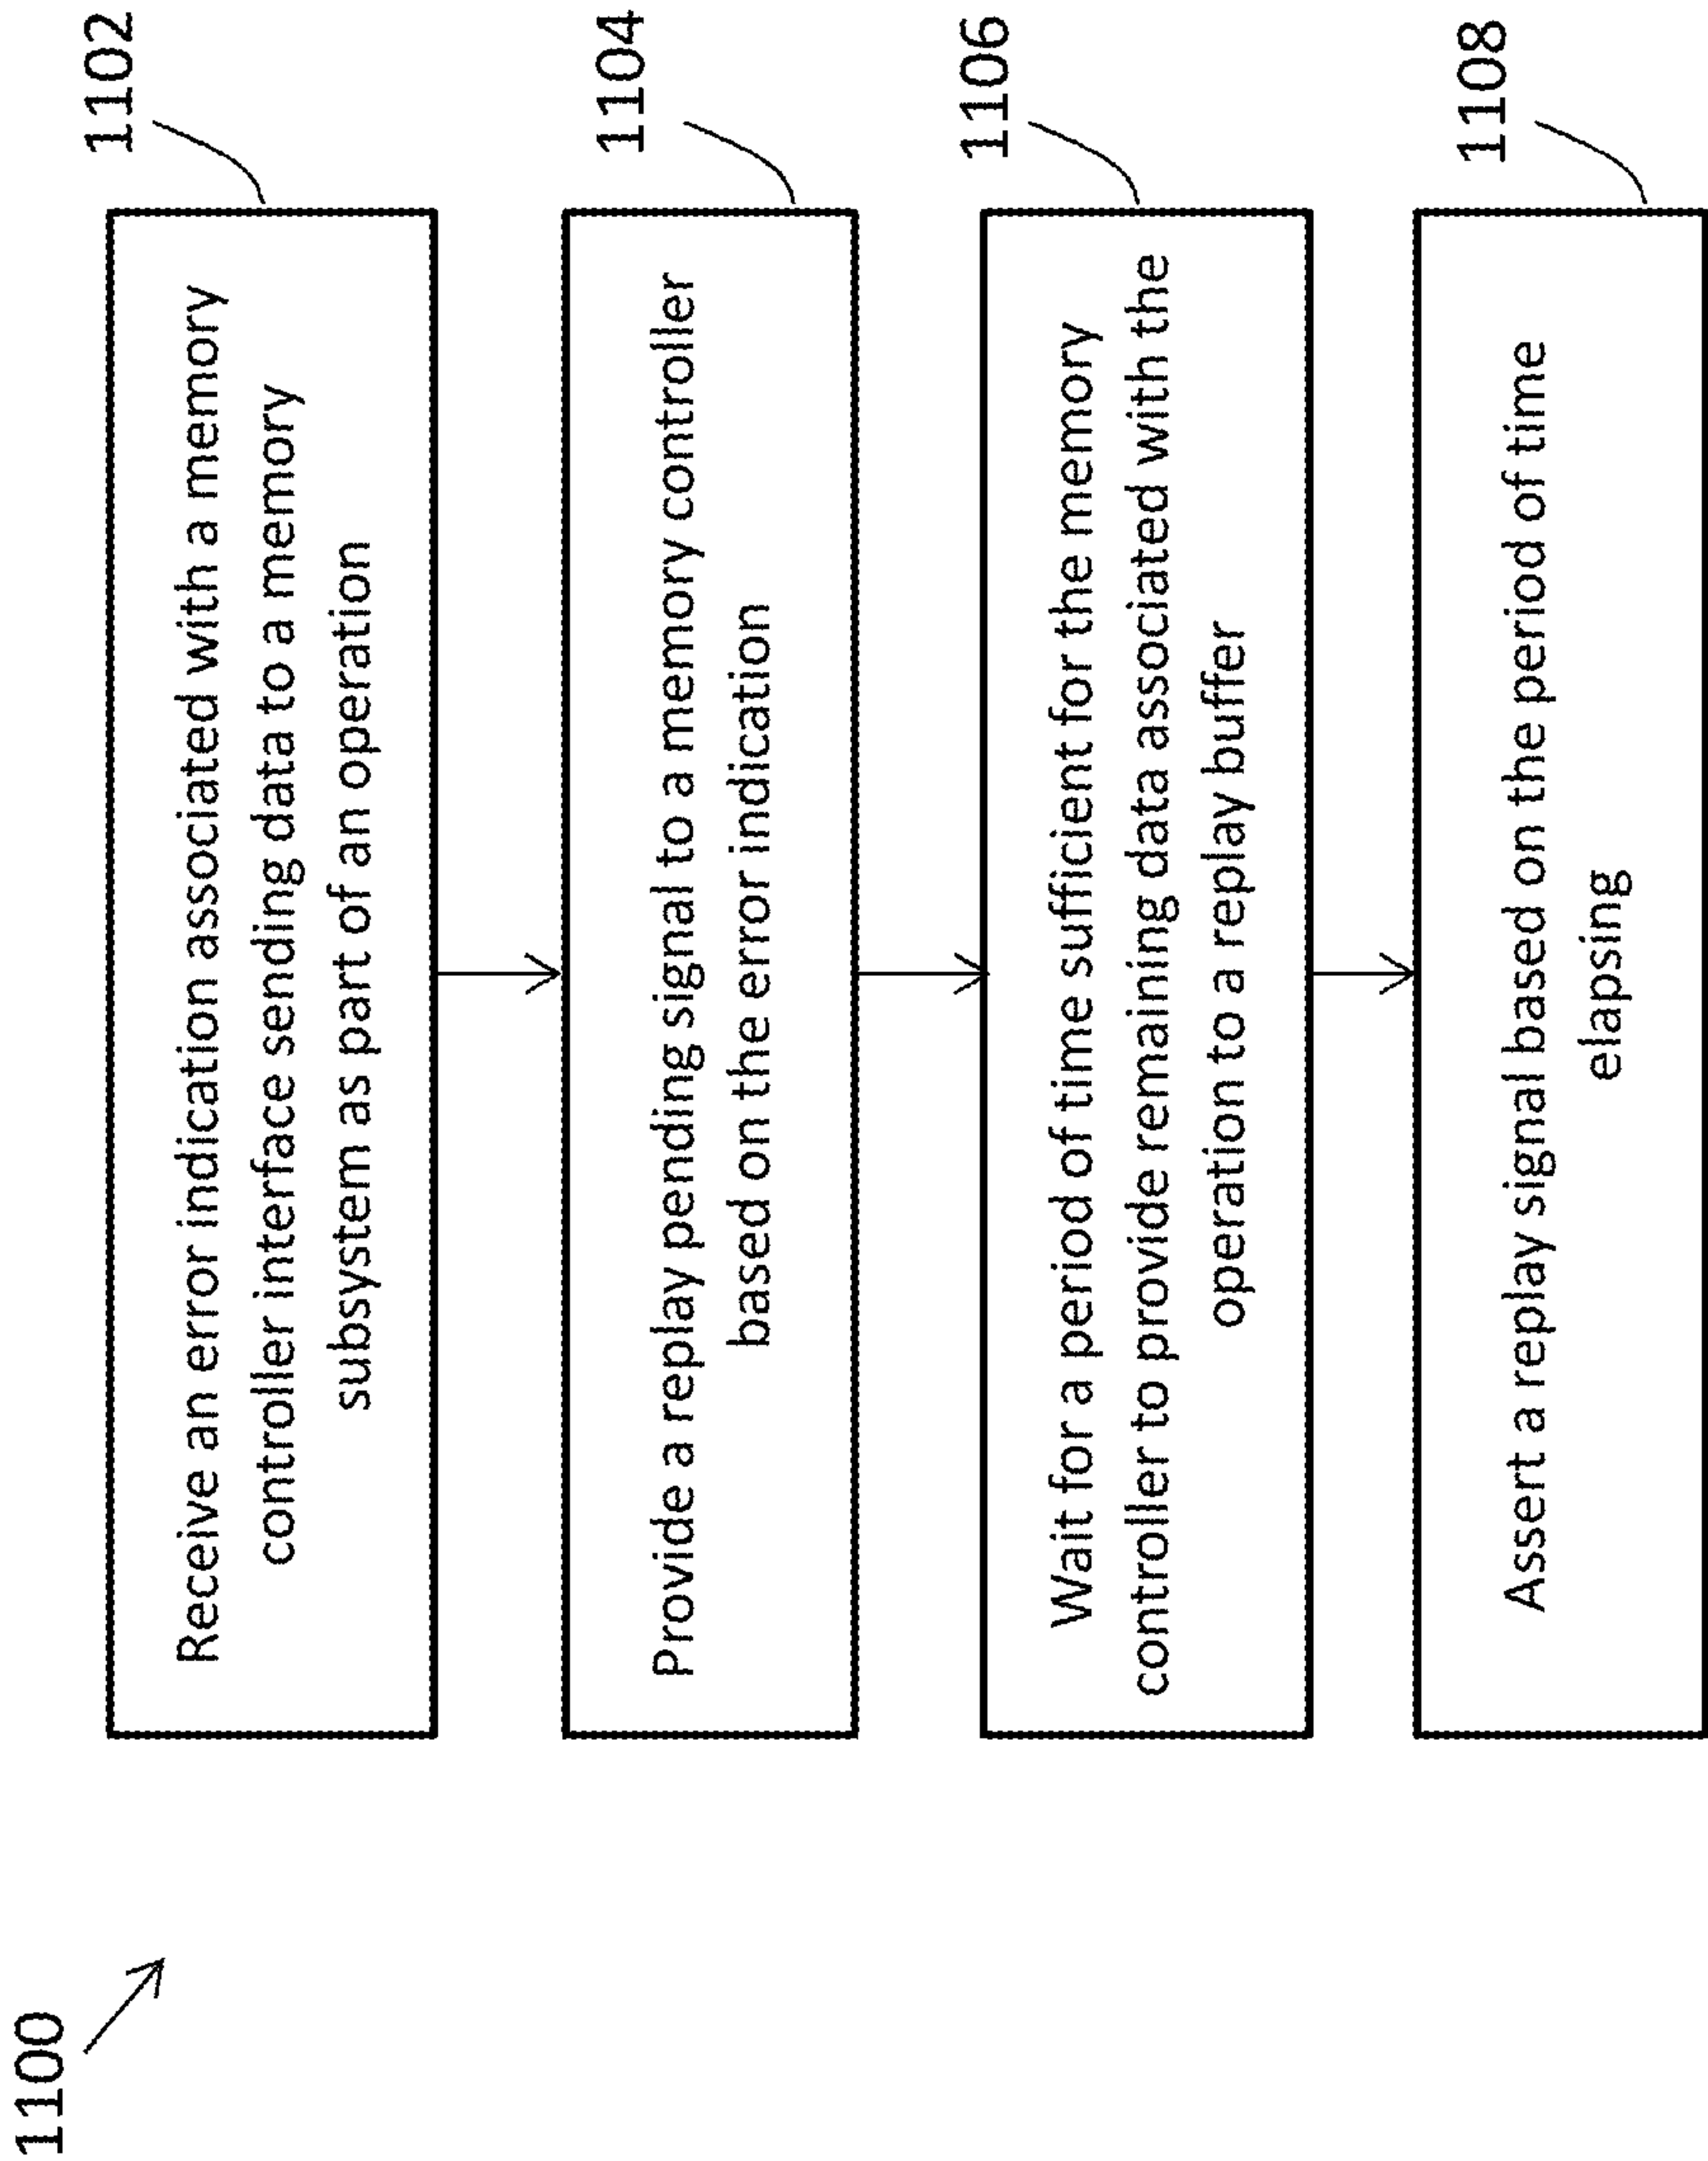 1100
1102
Receive an error indication associated with a memory
controller interface sending data to a memory
subsystem as part of an operation
1104
Provide a replay pending signal to a memory controller
based on the error indication
1106
Wait for a period of time sufficient for the memory
controller to provide remaining data associated with the
operation to a replay buffer
1108
Assert a replay signal based on the period of time
elapsing